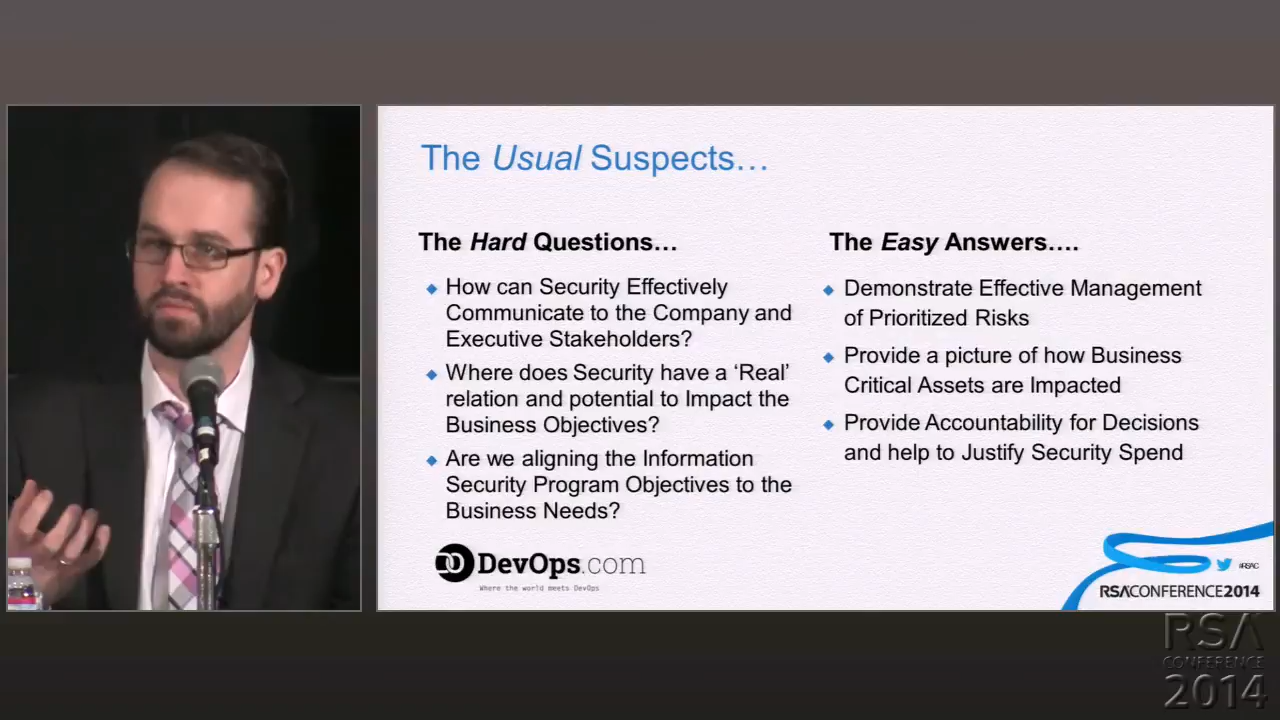 The Usual Suspects…
The Hard Questions…
How can Security Effectively
Communicate to the Company and
Executive Stakeholders?
Where does Security have a ‘Real’
relation and potential to Impact the
Business Objectives?
Are we aligning the Information
Security Program Objectives to the
Business Needs?
The Easy Answers….
Demonstrate Effective Management
of Prioritized Risks
Provide a picture of how Business
Critical Assets are Impacted
Provide Accountability for Decisions
and help to Justify Security Spend
DevOps.com
Where the world meets DevOps
#RSAC
RSACONFERENCE2014
RSA
CONFERENCE
2014